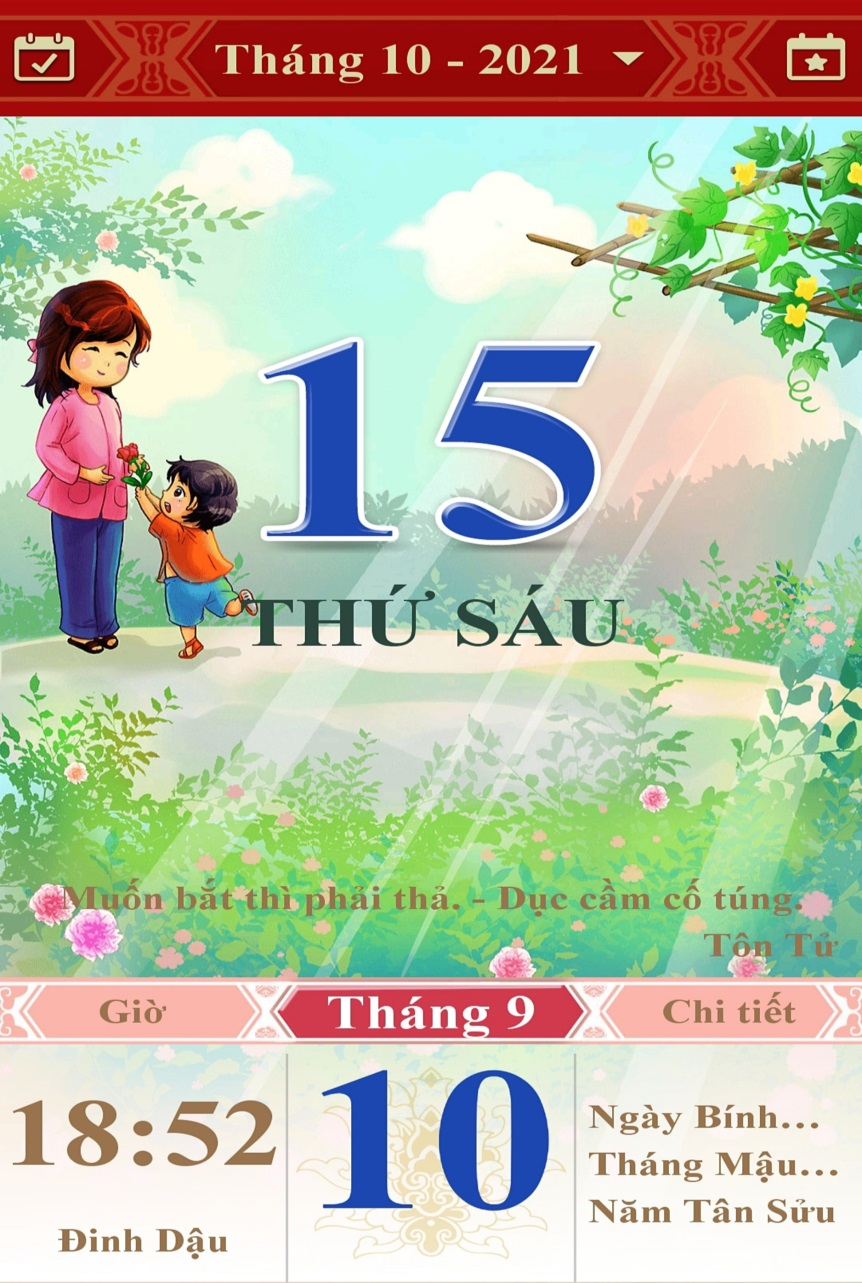 Tháng 10 - 2021
15
THỨ SÁU
Muốn bắt thì phải thả. - Dục cầm cố túng.
Tôn Tử
Giờ
Tháng 9
Chi tiết
18:52
Đinh Dậu
10
Ngày Bính...
Tháng Mậu...
Năm Tân Sửu